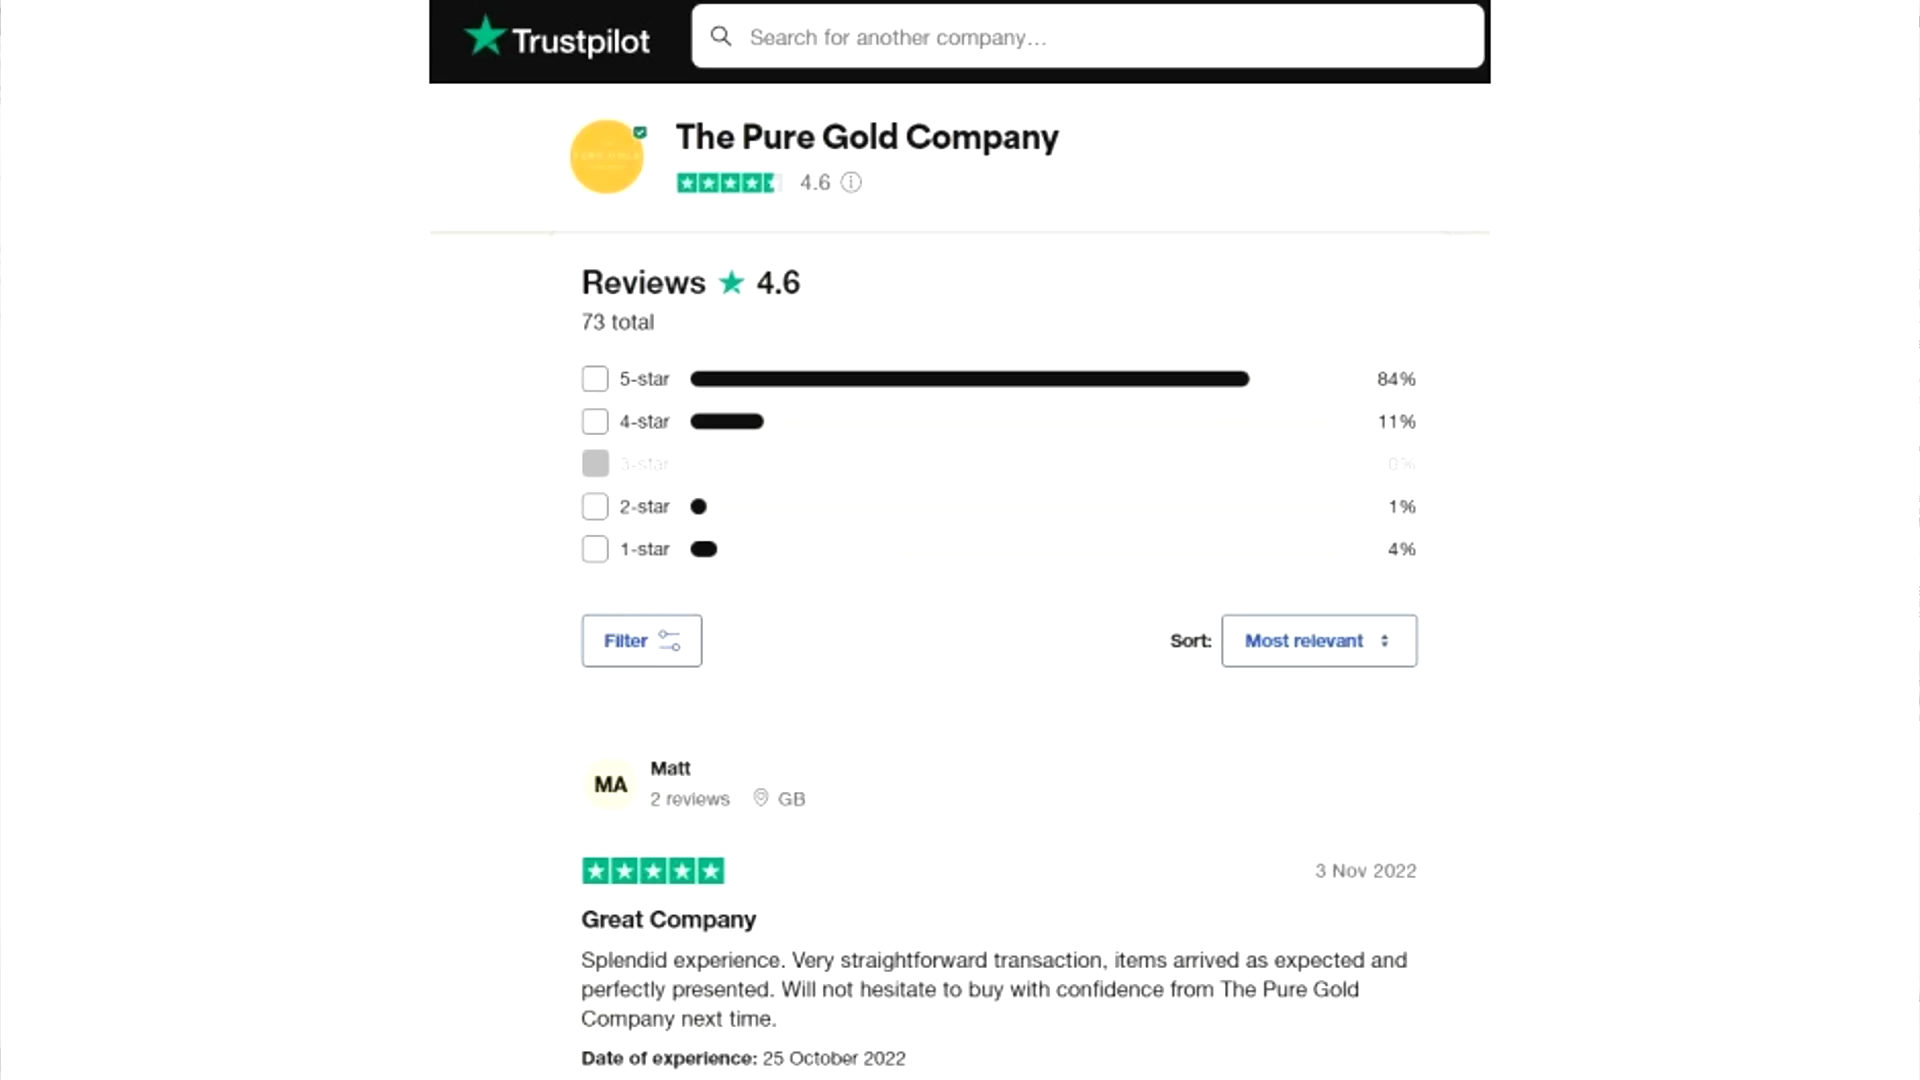 Trustpilot
Search for another company...
The Pure Gold Company
4.6
Reviews 4.6
73 total
5-star 84%
4-star 11%
3-star 0%
2-star 1%
1-star 4%
Filter
Sort: Most relevant
MA
Matt
2 reviews GB
3 Nov 2022
Great Company
Splendid experience. Very straightforward transaction, items arrived as expected and
perfectly presented. Will not hesitate to buy with confidence from The Pure Gold
Company next time.
Date of experience: 25 October 2022